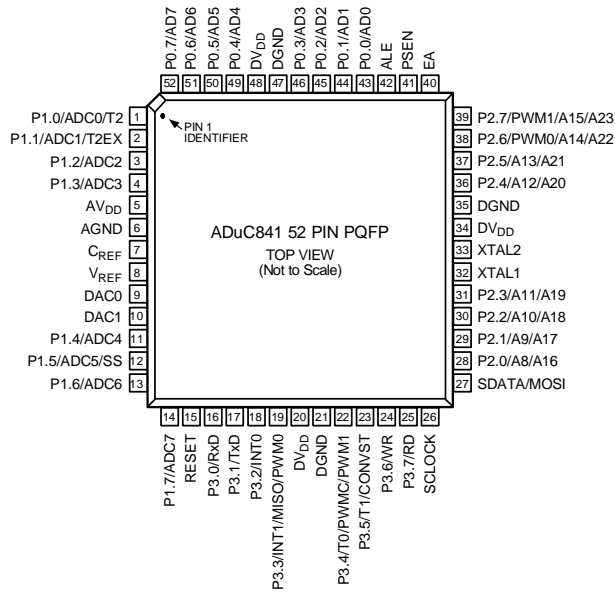 P0.7/AD7
P0.6/AD6
P0.5/AD5
P0.4/AD4
DVDD
DGND
P0.3/AD3
P0.2/AD2
P0.1/AD1
P0.0/AD0
ALE
PSEN
EA
52
51
50
49
48
47
46
45
44
43
42
41
40
P1.0/ADC0/T2 1
P1.1/ADC1/T2EX 2
P1.2/ADC2 3
P1.3/ADC3 4
AVDD 5
AGND 6
CREF 7
VREF 8
DAC0 9
DAC1 10
P1.4/ADC4 11
P1.5/ADC5/SS 12
P1.6/ADC6 13
PIN 1
IDENTIFIER
ADuC841 52 PIN PQFP
TOP VIEW
(Not to Scale)
39 P2.7/PWM1/A15/A23
38 P2.6/PWM0/A14/A22
37 P2.5/A13/A21
36 P2.4/A12/A20
35 DGND
34 DVDD
33 XTAL2
32 XTAL1
31 P2.3/A11/A19
30 P2.2/A10/A18
29 P2.1/A9/A17
28 P2.0/A8/A16
27 SDATA/MOSI
14
15
16
17
18
19
20
21
22
23
24
25
26
P1.7/ADC7
RESET
P3.0/RxD
P3.1/TxD
P3.2/INT0
P3.3/INT1/MISO/PWM0
DVDD
DGND
P3.4/T0/PWMC/PWM1
P3.5/T1/CONVST
P3.6/WR
P3.7/RD
SCLOCK